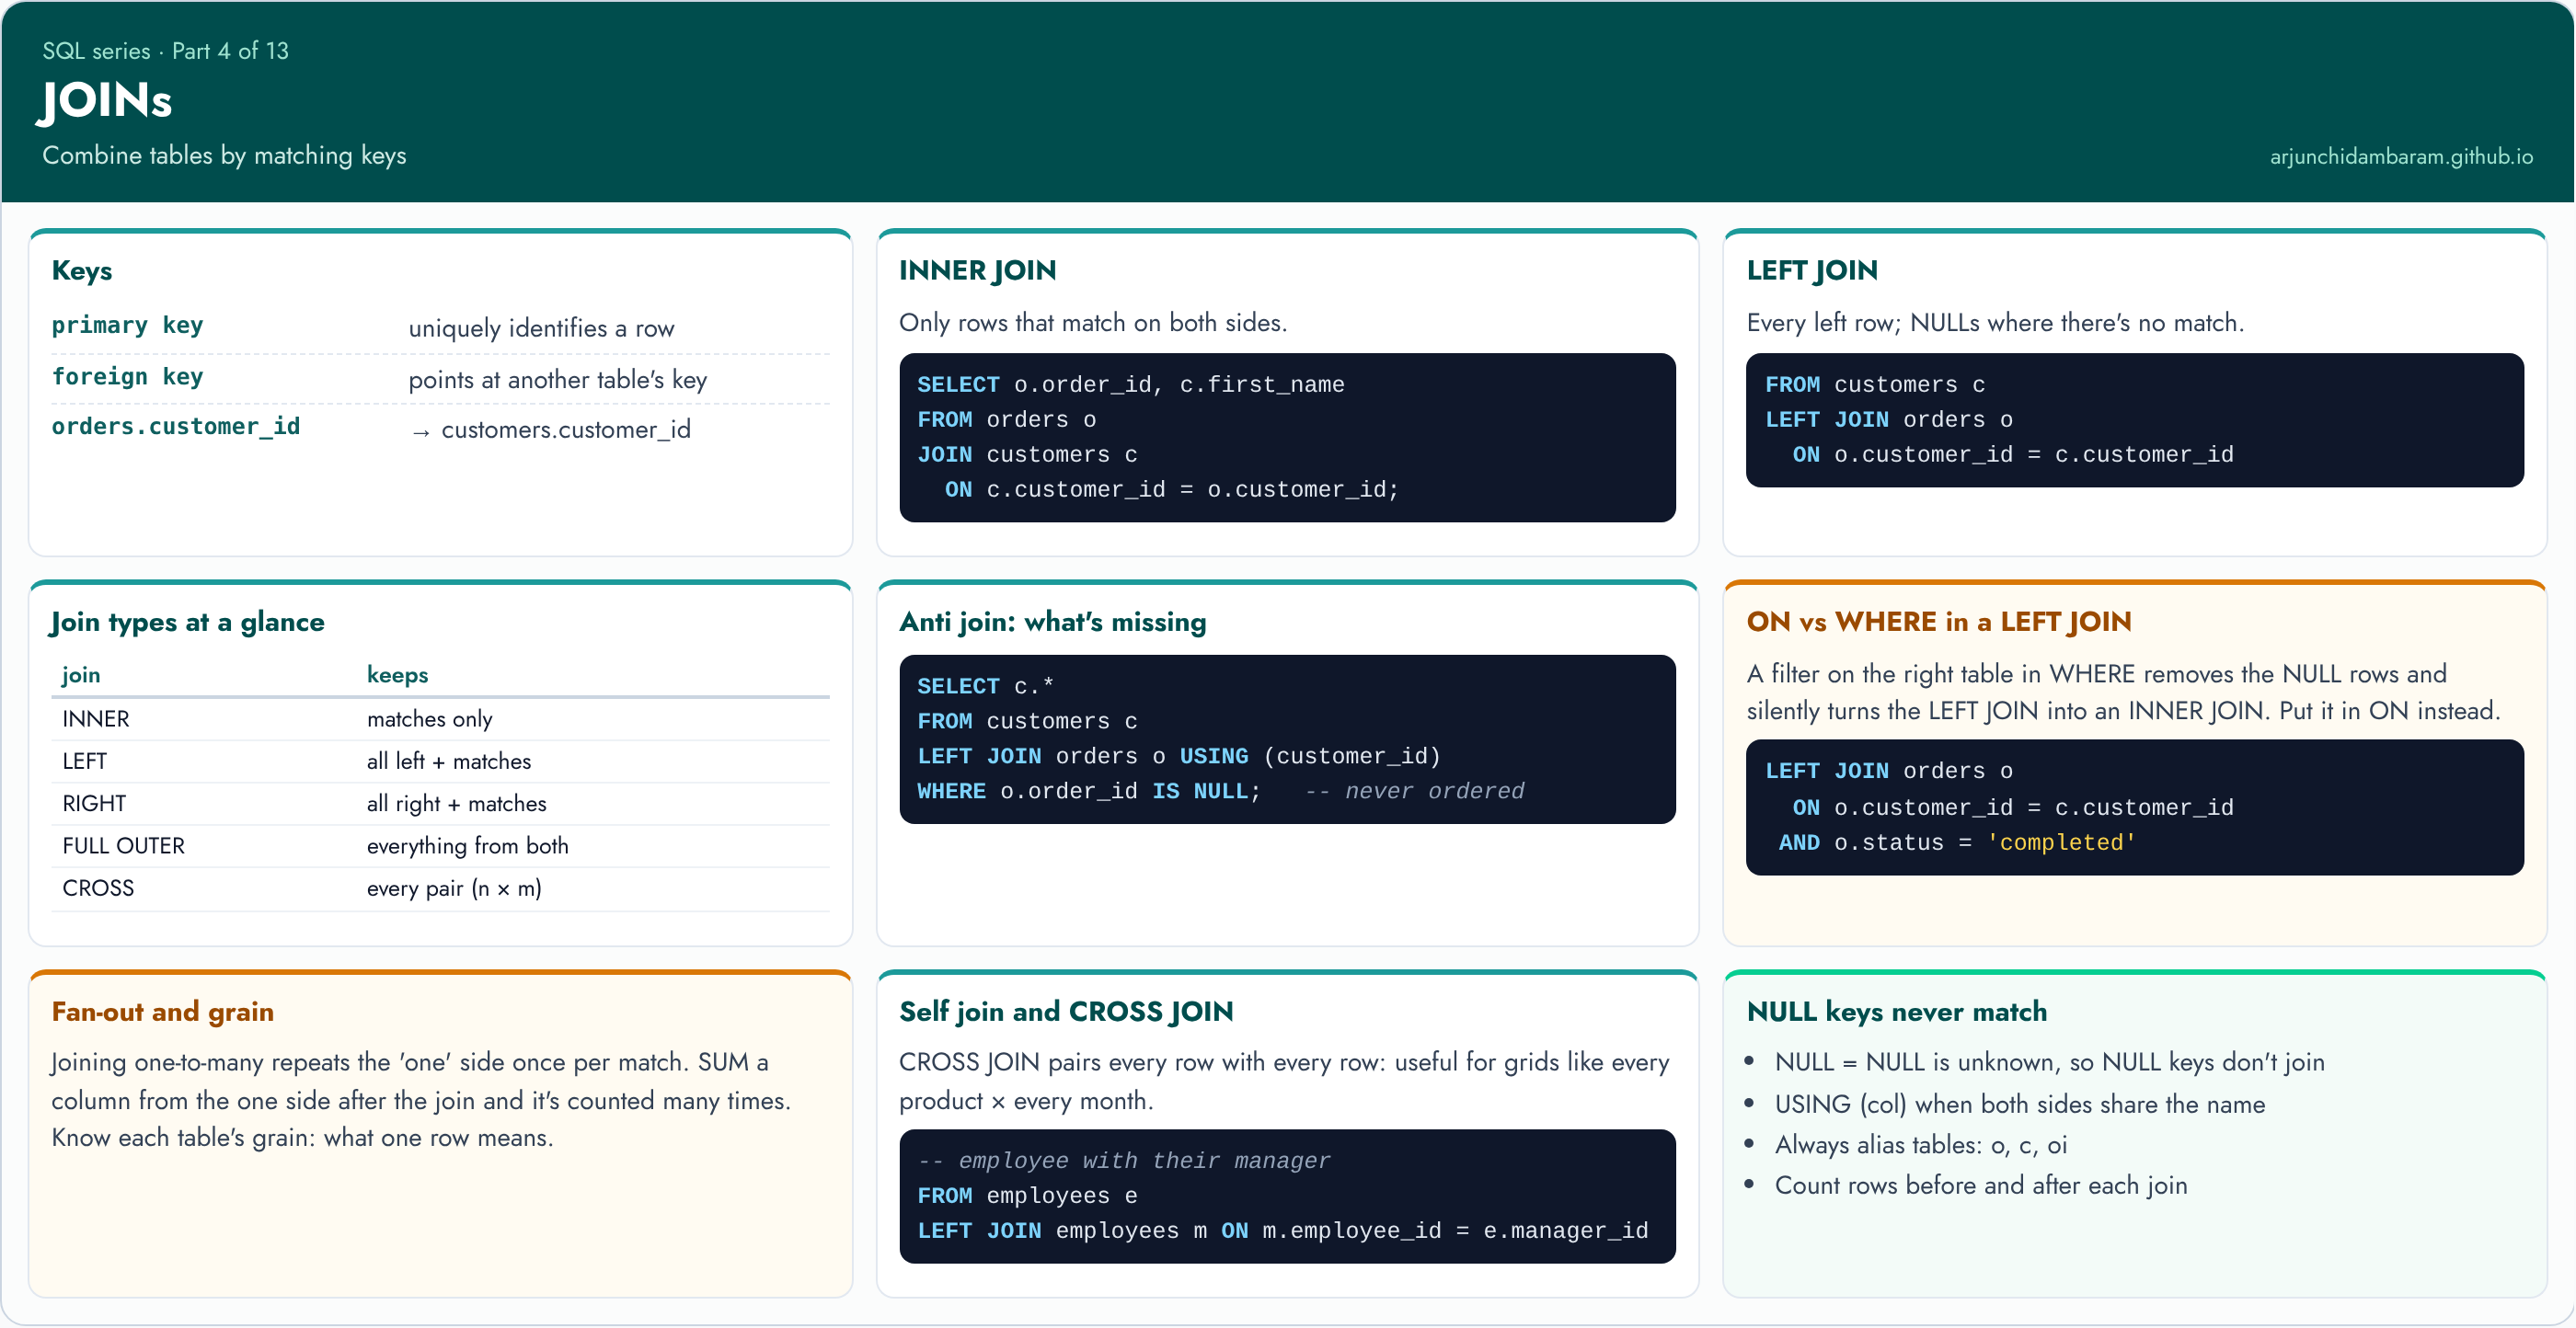 SQL series · Part 4 of 13
JOINs
Combine tables by matching keys
arjunchidambaram.github.io
Keys
primary key uniquely identifies a row
foreign key points at another table's key
orders.customer_id → customers.customer_id
INNER JOIN
Only rows that match on both sides.
SELECT o.order_id, c.first_name
FROM orders o
JOIN customers c
  ON c.customer_id = o.customer_id;
LEFT JOIN
Every left row; NULLs where there's no match.
FROM customers c
LEFT JOIN orders o
  ON o.customer_id = c.customer_id
Join types at a glance
join keeps
INNER matches only
LEFT all left + matches
RIGHT all right + matches
FULL OUTER everything from both
CROSS every pair (n × m)
Anti join: what's missing
SELECT c.*
FROM customers c
LEFT JOIN orders o USING (customer_id)
WHERE o.order_id IS NULL;   -- never ordered
ON vs WHERE in a LEFT JOIN
A filter on the right table in WHERE removes the NULL rows and
silently turns the LEFT JOIN into an INNER JOIN. Put it in ON instead.
LEFT JOIN orders o
  ON o.customer_id = c.customer_id
 AND o.status = 'completed'
Fan-out and grain
Joining one-to-many repeats the 'one' side once per match. SUM a
column from the one side after the join and it's counted many times.
Know each table's grain: what one row means.
Self join and CROSS JOIN
CROSS JOIN pairs every row with every row: useful for grids like every
product × every month.
-- employee with their manager
FROM employees e
LEFT JOIN employees m ON m.employee_id = e.manager_id
NULL keys never match
• NULL = NULL is unknown, so NULL keys don't join
• USING (col) when both sides share the name
• Always alias tables: o, c, oi
• Count rows before and after each join